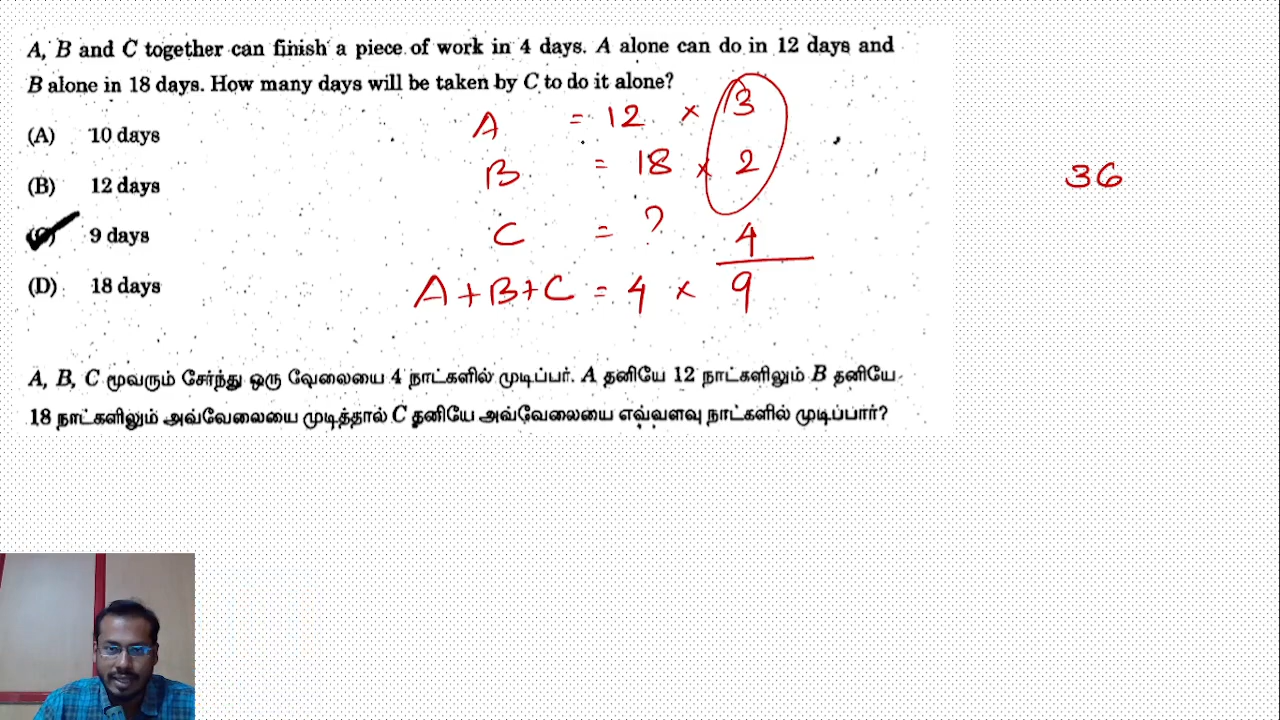 A, B and C together can finish a piece of work in 4 days. A alone can do in 12 days and
B alone in 18 days. How many days will be taken by C to do it alone?
(A) 10 days
(B) 12 days
(C) 9 days
(D) 18 days
A = 12 × 3
B = 18 × 2
C = ? 4
A+B+C = 4 × 9
36
A, B, C மூவரும் சேர்ந்து ஒரு வேலையை 4 நாட்களில் முடிப்பர். A தனியே 12 நாட்களிலும் B தனியே
18 நாட்களிலும் அவ்வேலையை முடித்தால் C தனியே அவ்வேலையை எவ்வளவு நாட்களில் முடிப்பார்?